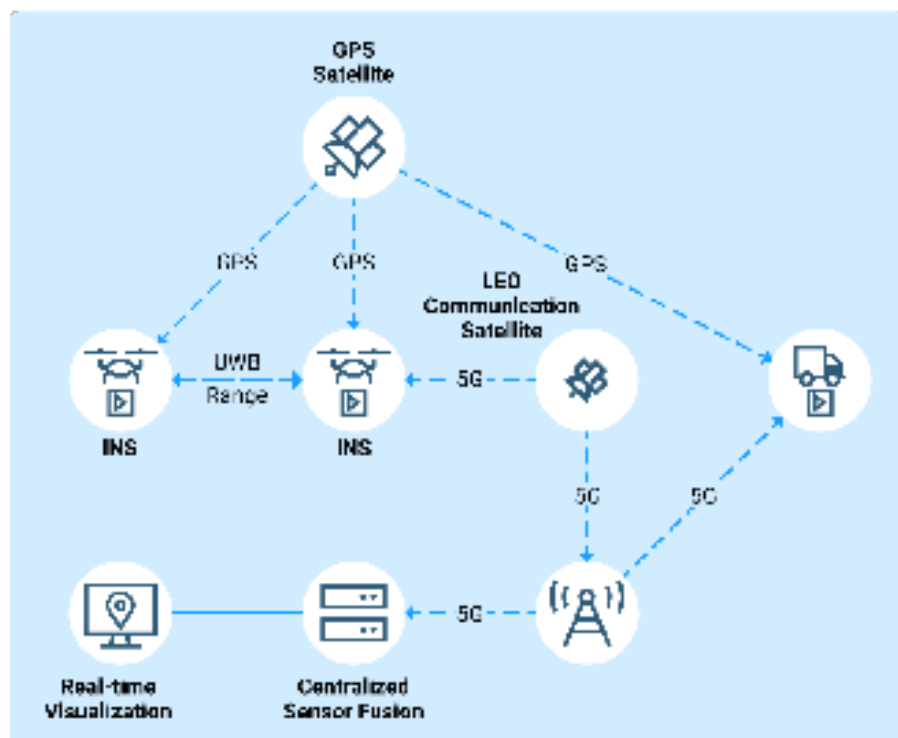 GPS
Satellite
GPS
GPS
GPS
LEO
Communication
Satellite
UWB
Range
5G
INS
INS
5G
5G
5G
Real-time
Visualization
Centralized
Sensor Fusion